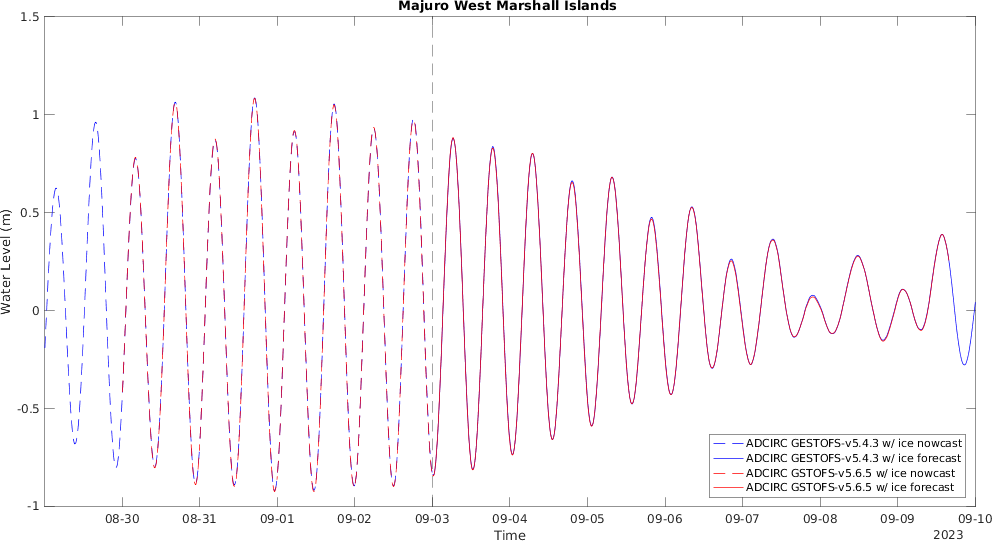 Majuro West Marshall Islands
1.5
1
0.5
0
-0.5
-1
Water Level (m)
ADCIRC GESTOFS-v5.4.3 w/ ice nowcast
ADCIRC GESTOFS-v5.4.3 w/ ice forecast
ADCIRC GSTOFS-v5.6.5 w/ ice nowcast
ADCIRC GSTOFS-v5.6.5 w/ ice forecast
08-30 08-31 09-01 09-02 09-03 09-04 09-05 09-06 09-07 09-08 09-09 09-10
Time
2023